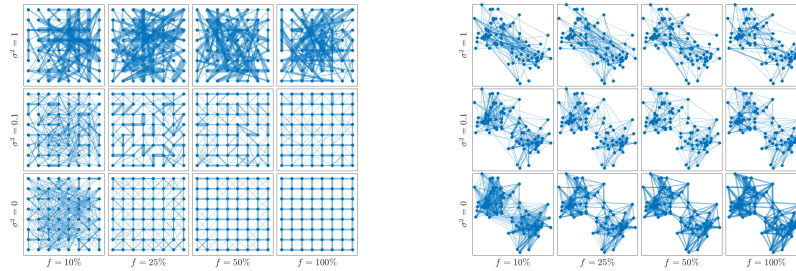 σ² = 1
σ² = 0.1
σ² = 0
f = 10% f = 25% f = 50% f = 100%
σ² = 1
σ² = 0.1
σ² = 0
f = 10% f = 25% f = 50% f = 100%